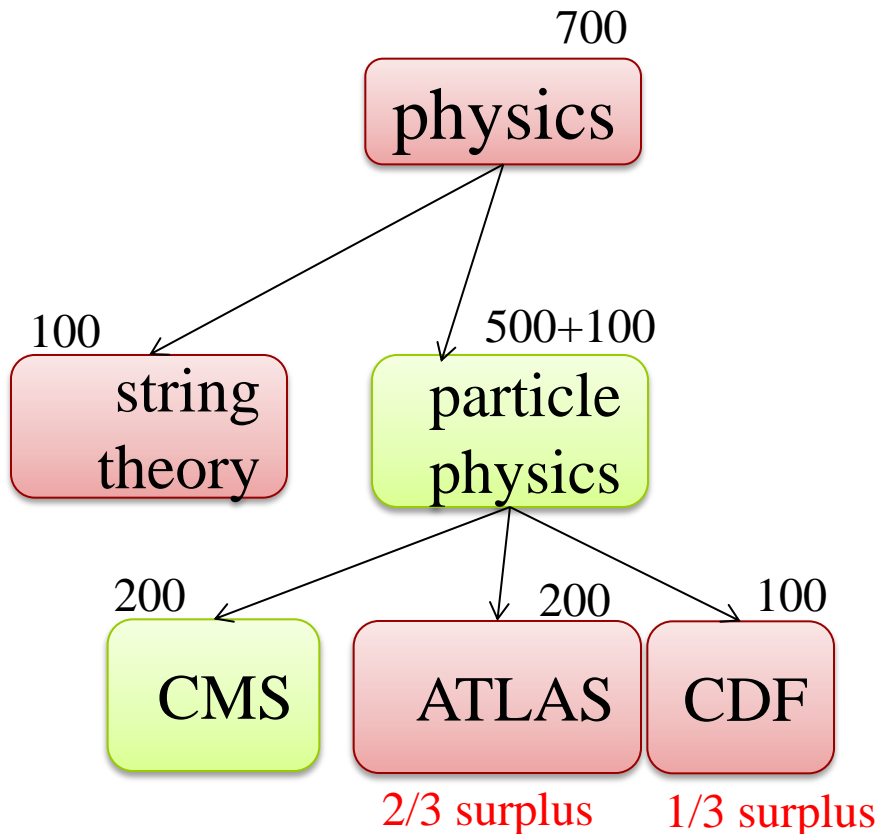 700
physics
100
500+100
string
theory
particle
physics
200
200
100
CMS
ATLAS
CDF
2/3 surplus
1/3 surplus